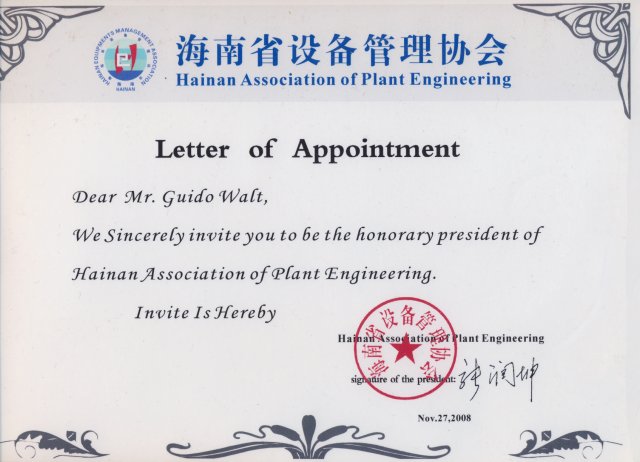 HAINAN EQUIPMENTS MANAGEMENT ASSOCIATION
HAINAN
海南省设备管理协会
Hainan Association of Plant Engineering
Letter of Appointment
Dear Mr. Guido Walt,
We Sincerely invite you to be the honorary president of
Hainan Association of Plant Engineering.
Invite Is Hereby
Hainan Association of Plant Engineering
海南省设备管理协会
signature of the president: 张润坤
Nov.27,2008